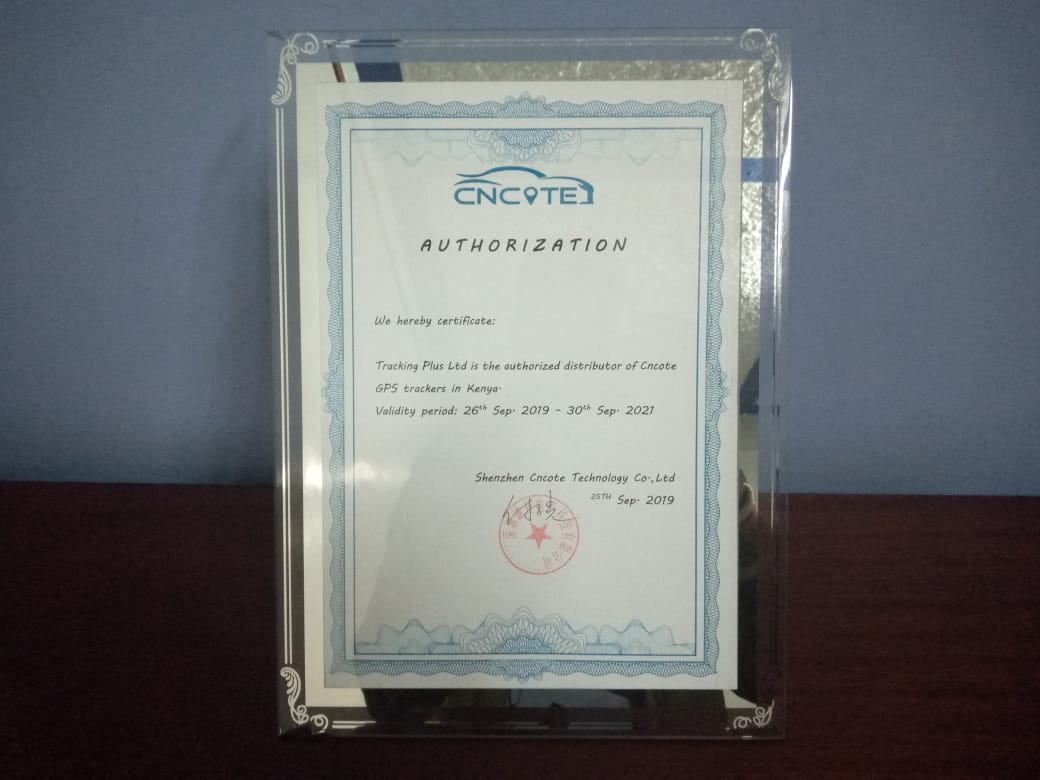 CNCOTE
AUTHORIZATION
We hereby certificate:
Tracking Plus Ltd is the authorized distributor of Cncote
GPS trackers in Kenya.
Validity period: 26th Sep. 2019 - 30th Sep. 2021
Shenzhen Cncote Technology Co.,Ltd
25TH Sep. 2019